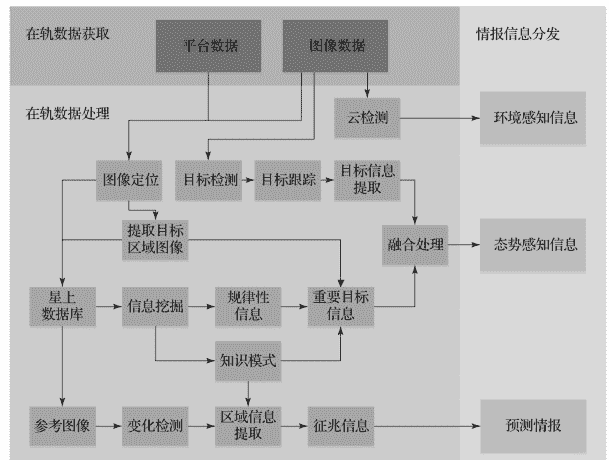 在轨数据获取
平台数据
图像数据
情报信息分发
在轨数据处理
云检测
环境感知信息
图像定位
目标检测
目标跟踪
目标信息
提取
提取目标
区域图像
融合处理
态势感知信息
星上
数据库
信息挖掘
规律性
信息
重要目标
信息
知识模式
参考图像
变化检测
区域信息
提取
征兆信息
预测情报